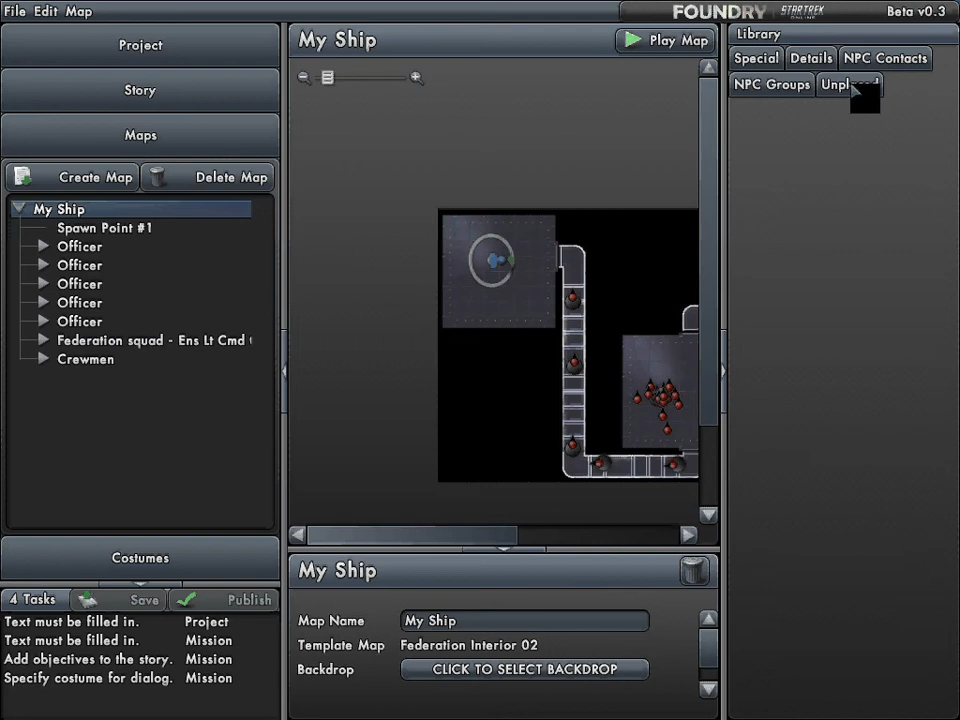 File Edit Map
FOUNDRY STAR TREK ONLINE
Beta v0.3
Project
Story
Maps
Create Map
Delete Map
My Ship
Spawn Point #1
Officer
Officer
Officer
Officer
Officer
Federation squad - Ens Lt Cmd
Crewmen
Costumes
4 Tasks
Save
Publish
Text must be filled in. Project
Text must be filled in. Mission
Add objectives to the story. Mission
Specify costume for dialog. Mission
My Ship
Play Map
My Ship
Map Name My Ship
Template Map Federation Interior 02
Backdrop CLICK TO SELECT BACKDROP
Library
Special Details NPC Contacts
NPC Groups